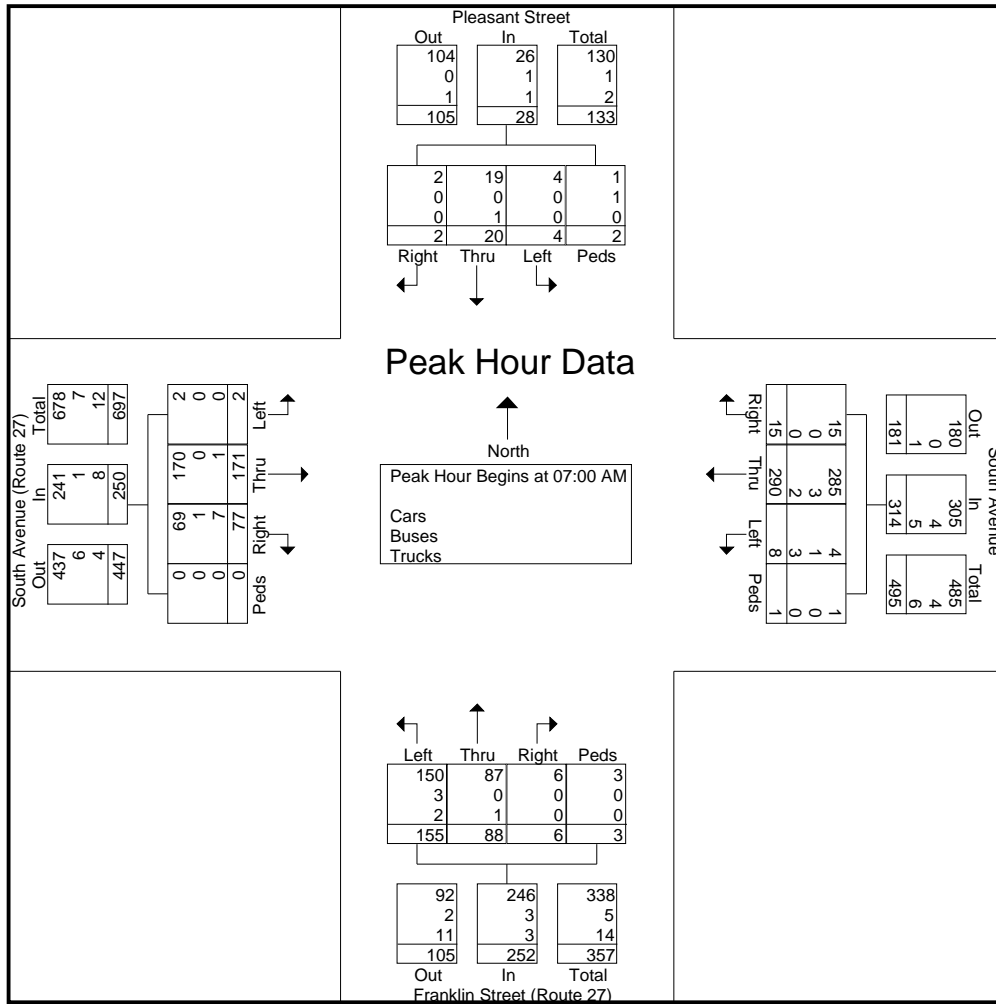 Pleasant Street
Out In Total
104 26 130
0 1 1
1 1 2
105 28 133
2 19 4 1
0 0 0 1
0 1 0 0
2 20 4 2
Right Thru Left Peds
Peak Hour Data
North
Peak Hour Begins at 07:00 AM
Cars
Buses
Trucks
South Avenue (Route 27)
Out In Total
437 241 678
6 1 7
4 8 12
447 250 697
Peds Right Thru Left
0 69 170 2
0 1 0 0
0 7 1 0
0 77 171 2
South Avenue
Out In Total
180 305 485
0 4 4
1 5 6
181 314 495
Right Thru Left Peds
15 285 4 1
0 3 1 0
0 2 3 0
15 290 8 1
Left Thru Right Peds
150 87 6 3
3 0 0 0
2 1 0 0
155 88 6 3
92 246 338
2 3 5
11 3 14
105 252 357
Out In Total
Franklin Street (Route 27)